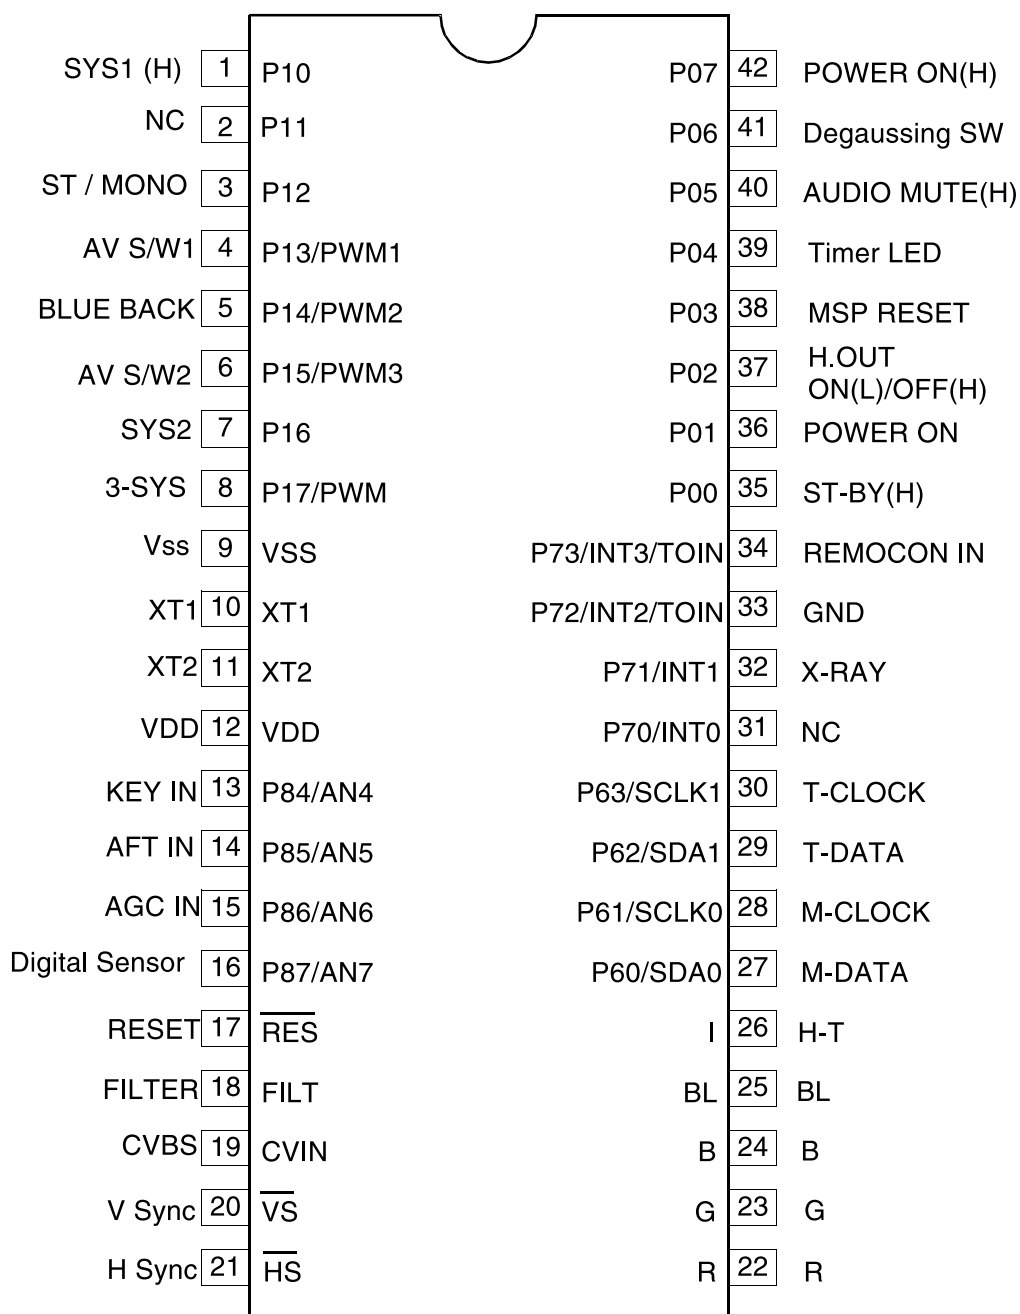 SYS1 (H) 1 P10 P07 42 POWER ON(H)
NC 2 P11 P06 41 Degaussing SW
ST / MONO 3 P12 P05 40 AUDIO MUTE(H)
AV S/W1 4 P13/PWM1 P04 39 Timer LED
BLUE BACK 5 P14/PWM2 P03 38 MSP RESET
AV S/W2 6 P15/PWM3 P02 37 H.OUT
ON(L)/OFF(H)
SYS2 7 P16 P01 36 POWER ON
3-SYS 8 P17/PWM P00 35 ST-BY(H)
Vss 9 VSS P73/INT3/TOIN 34 REMOCON IN
XT1 10 XT1 P72/INT2/TOIN 33 GND
XT2 11 XT2 P71/INT1 32 X-RAY
VDD 12 VDD P70/INT0 31 NC
KEY IN 13 P84/AN4 P63/SCLK1 30 T-CLOCK
AFT IN 14 P85/AN5 P62/SDA1 29 T-DATA
AGC IN 15 P86/AN6 P61/SCLK0 28 M-CLOCK
Digital Sensor 16 P87/AN7 P60/SDA0 27 M-DATA
RESET 17 RES I 26 H-T
FILTER 18 FILT BL 25 BL
CVBS 19 CVIN B 24 B
V Sync 20 VS G 23 G
H Sync 21 HS R 22 R